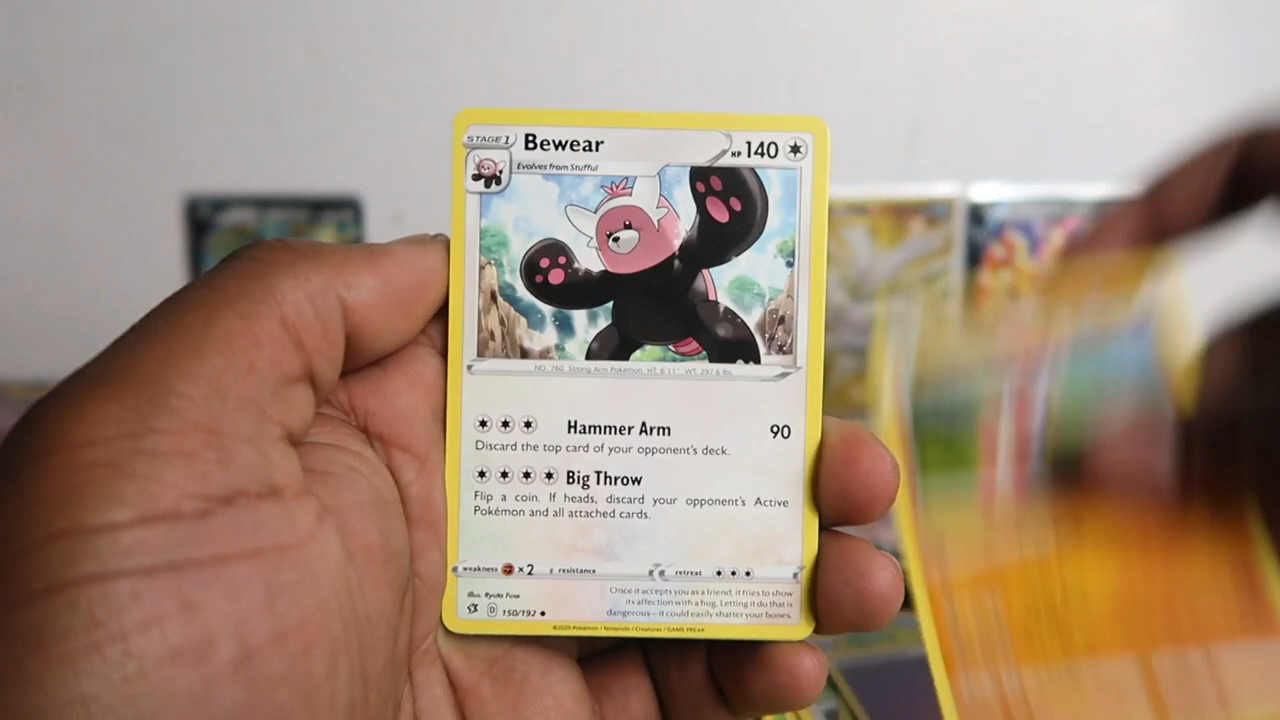 STAGE 1 Bewear HP 140
Evolves from Stufful
NO. 760 Strong Arm Pokémon HT: 6'11" WT: 297.6 lbs.
Hammer Arm 90
Discard the top card of your opponent's deck.
Big Throw
Flip a coin. If heads, discard your opponent's Active
Pokémon and all attached cards.
weakness ×2 resistance retreat
Illus. Ryuta Fuse
D 150/192
Once it accepts you as a friend, it tries to show
its affection with a hug. Letting it do that is
dangerous—it could easily shatter your bones.
©2020 Pokémon / Nintendo / Creatures / GAME FREAK